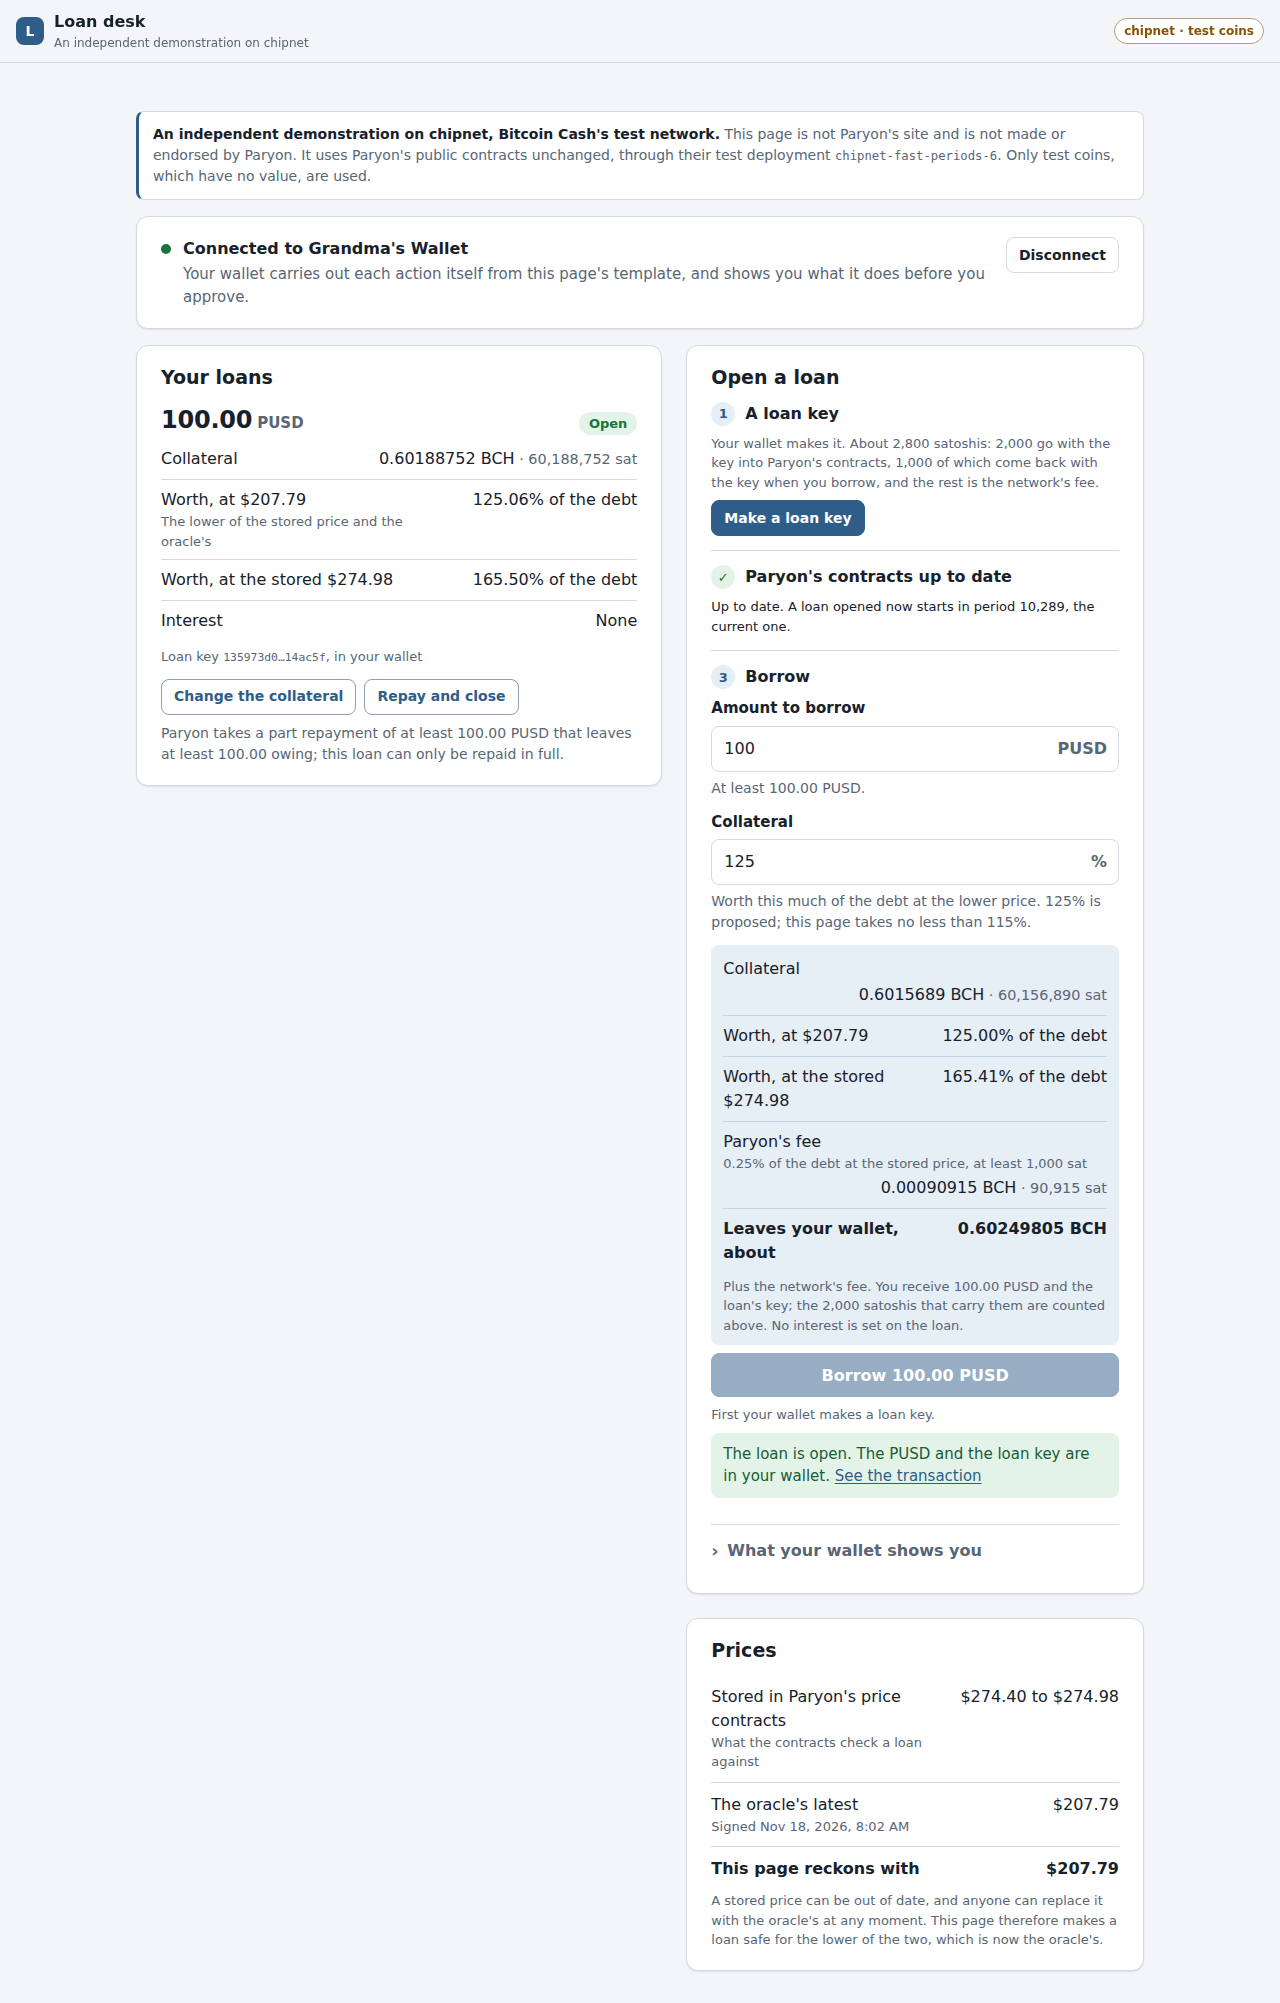 L
Loan desk
An independent demonstration on chipnet
chipnet · test coins
An independent demonstration on chipnet, Bitcoin Cash's test network. This page is not Paryon's site and is not made or
endorsed by Paryon. It uses Paryon's public contracts unchanged, through their test deployment chipnet-fast-periods-6. Only test coins,
which have no value, are used.
Connected to Grandma's Wallet
Your wallet carries out each action itself from this page's template, and shows you what it does before you
approve.
Disconnect
Your loans
100.00 PUSD
Open
Collateral 0.60188752 BCH · 60,188,752 sat
Worth, at $207.79 125.06% of the debt
The lower of the stored price and the
oracle's
Worth, at the stored $274.98 165.50% of the debt
Interest None
Loan key 135973d0…14ac5f, in your wallet
Change the collateral Repay and close
Paryon takes a part repayment of at least 100.00 PUSD that leaves
at least 100.00 owing; this loan can only be repaid in full.
Open a loan
1 A loan key
Your wallet makes it. About 2,800 satoshis: 2,000 go with the
key into Paryon's contracts, 1,000 of which come back with
the key when you borrow, and the rest is the network's fee.
Make a loan key
✓ Paryon's contracts up to date
Up to date. A loan opened now starts in period 10,289, the
current one.
3 Borrow
Amount to borrow
100 PUSD
At least 100.00 PUSD.
Collateral
125 %
Worth this much of the debt at the lower price. 125% is
proposed; this page takes no less than 115%.
Collateral
0.6015689 BCH · 60,156,890 sat
Worth, at $207.79 125.00% of the debt
Worth, at the stored 165.41% of the debt
$274.98
Paryon's fee
0.25% of the debt at the stored price, at least 1,000 sat
0.00090915 BCH · 90,915 sat
Leaves your wallet, 0.60249805 BCH
about
Plus the network's fee. You receive 100.00 PUSD and the
loan's key; the 2,000 satoshis that carry them are counted
above. No interest is set on the loan.
Borrow 100.00 PUSD
First your wallet makes a loan key.
The loan is open. The PUSD and the loan key are
in your wallet. See the transaction
› What your wallet shows you
Prices
Stored in Paryon's price $274.40 to $274.98
contracts
What the contracts check a loan
against
The oracle's latest $207.79
Signed Nov 18, 2026, 8:02 AM
This page reckons with $207.79
A stored price can be out of date, and anyone can replace it
with the oracle's at any moment. This page therefore makes a
loan safe for the lower of the two, which is now the oracle's.